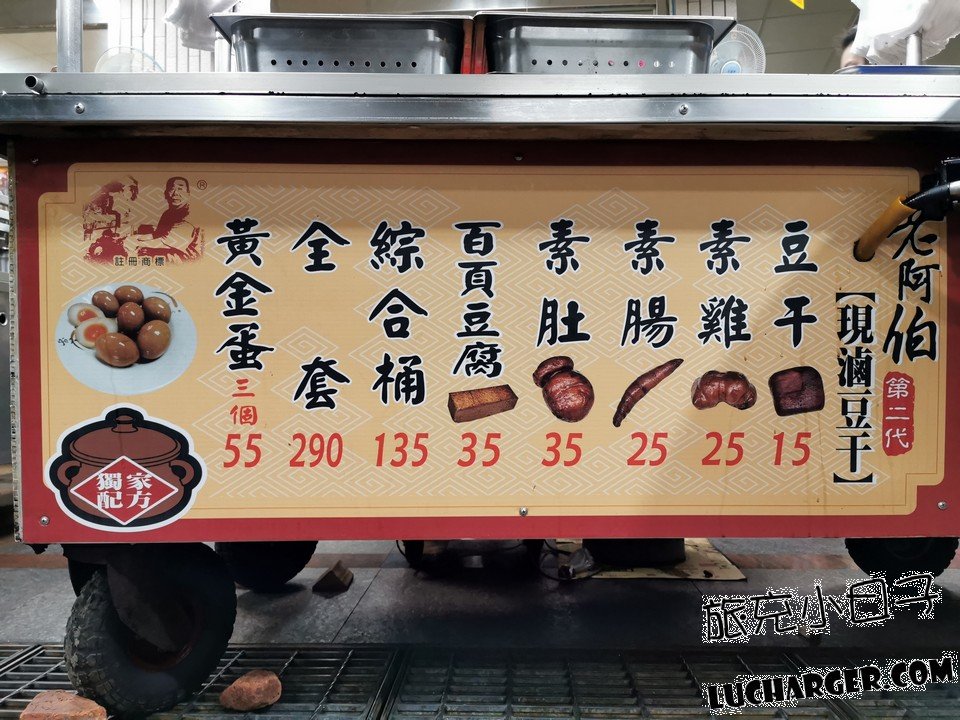 老阿伯
第二代
【現滷豆干】
豆干
15
素雞
25
素腸
25
素肚
35
百頁豆腐
35
綜合桶
135
全套
290
黃金蛋
三個
55
®
註冊商標
獨家
配方
旅充小日子
LUCHARGER.COM